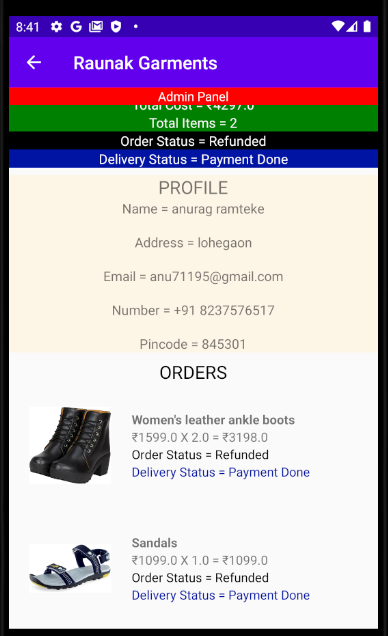 8:41
Raunak Garments
Admin Panel
Total Cost = ₹4297.0
Total Items = 2
Order Status = Refunded
Delivery Status = Payment Done
PROFILE
Name = anurag ramteke
Address = lohegaon
Email = anu71195@gmail.com
Number = +91 8237576517
Pincode = 845301
ORDERS
Women's leather ankle boots
₹1599.0 X 2.0 = ₹3198.0
Order Status = Refunded
Delivery Status = Payment Done
Sandals
₹1099.0 X 1.0 = ₹1099.0
Order Status = Refunded
Delivery Status = Payment Done